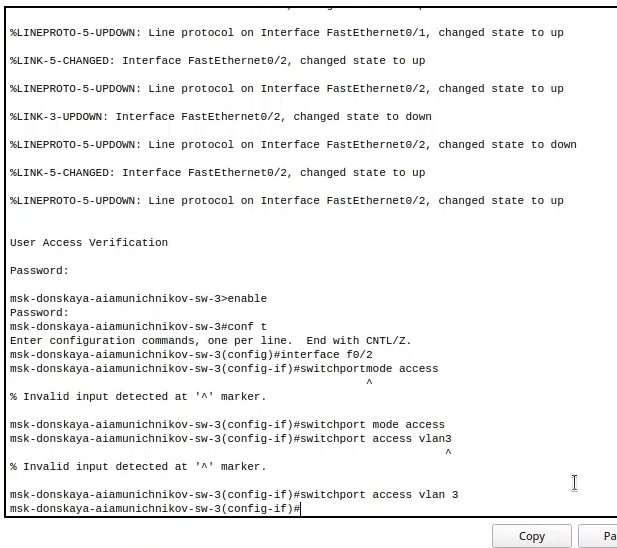 %LINEPROTO-5-UPDOWN: Line protocol on Interface FastEthernet0/1, changed state to up
%LINK-5-CHANGED: Interface FastEthernet0/2, changed state to up
%LINEPROTO-5-UPDOWN: Line protocol on Interface FastEthernet0/2, changed state to up
%LINK-3-UPDOWN: Interface FastEthernet0/2, changed state to down
%LINEPROTO-5-UPDOWN: Line protocol on Interface FastEthernet0/2, changed state to down
%LINK-5-CHANGED: Interface FastEthernet0/2, changed state to up
%LINEPROTO-5-UPDOWN: Line protocol on Interface FastEthernet0/2, changed state to up
User Access Verification
Password:
msk-donskaya-aiamunichnikov-sw-3>enable
Password:
msk-donskaya-aiamunichnikov-sw-3#conf t
Enter configuration commands, one per line.  End with CNTL/Z.
msk-donskaya-aiamunichnikov-sw-3(config)#interface f0/2
msk-donskaya-aiamunichnikov-sw-3(config-if)#switchportmode access
^
% Invalid input detected at '^' marker.
msk-donskaya-aiamunichnikov-sw-3(config-if)#switchport mode access
msk-donskaya-aiamunichnikov-sw-3(config-if)#switchport access vlan3
^
% Invalid input detected at '^' marker.
msk-donskaya-aiamunichnikov-sw-3(config-if)#switchport access vlan 3
msk-donskaya-aiamunichnikov-sw-3(config-if)#
Copy
Pa